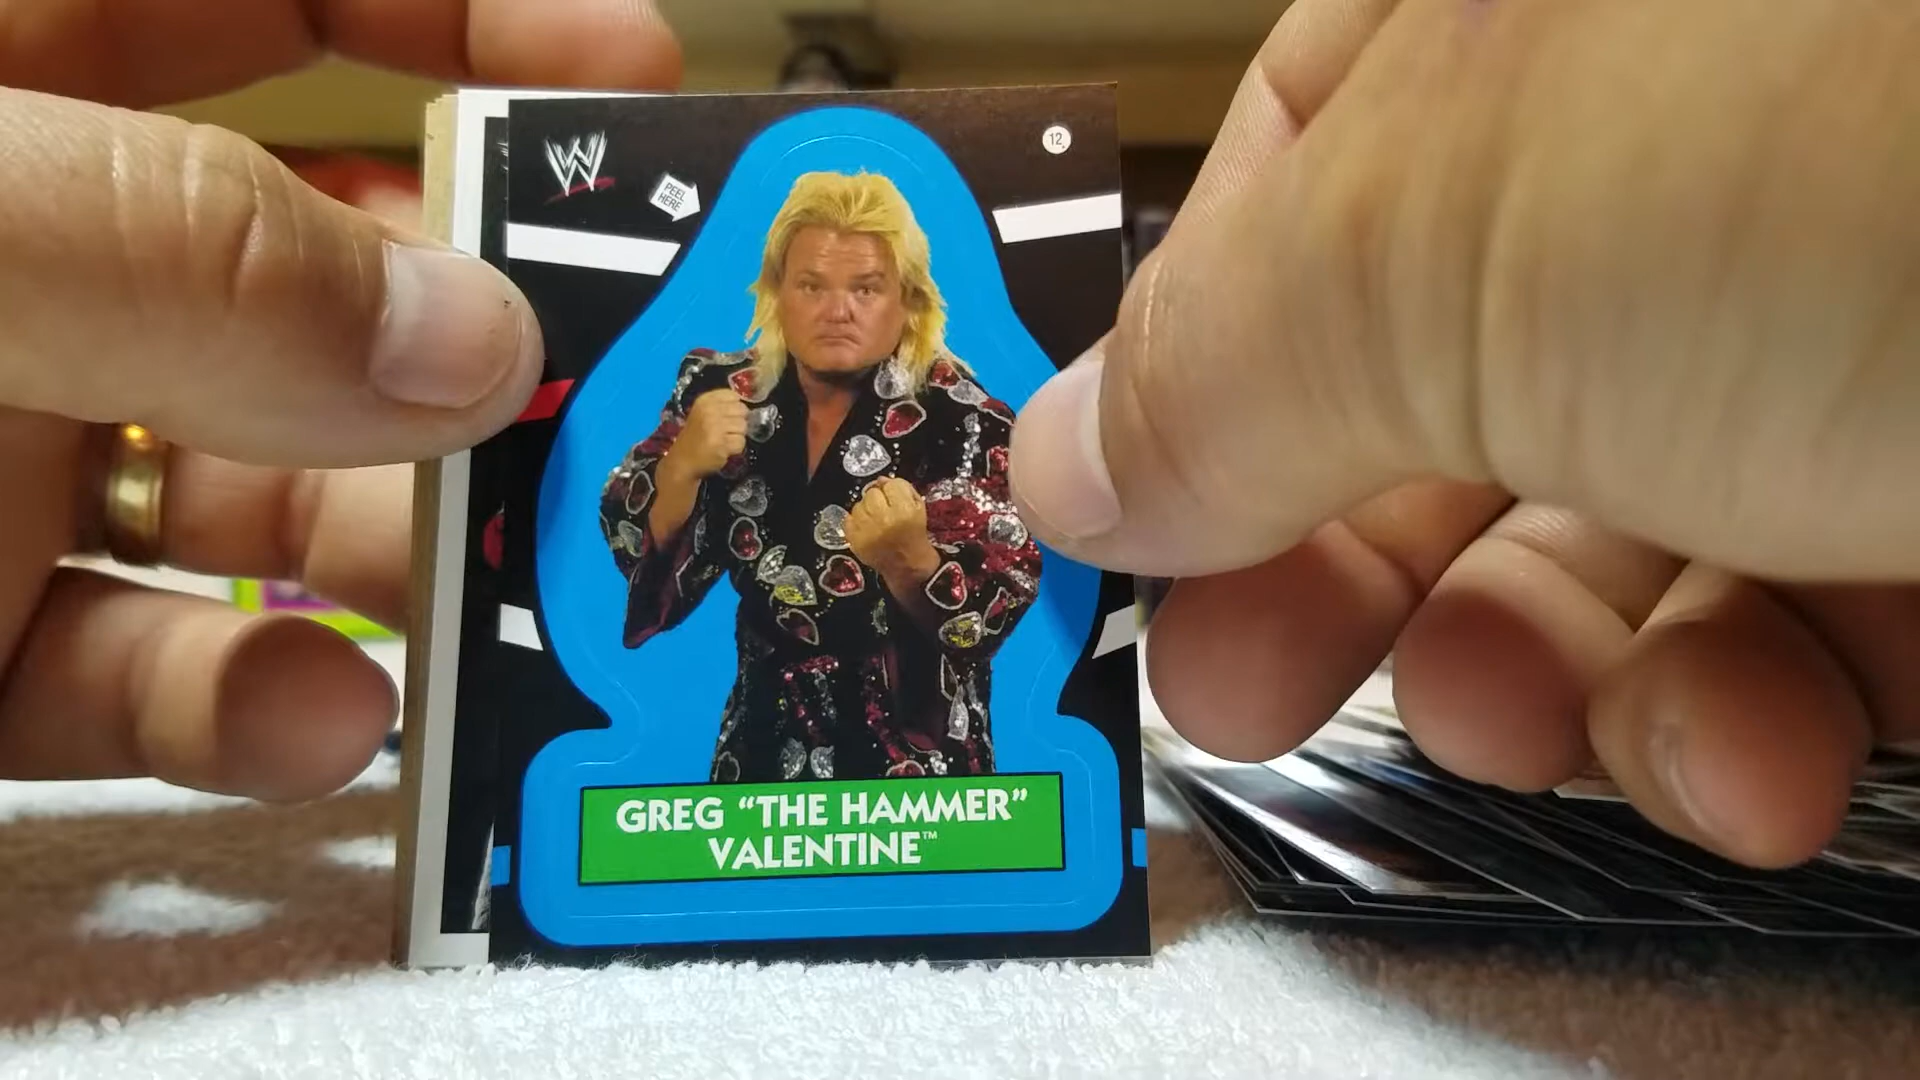 W
PEEL
HERE
12
GREG “THE HAMMER”
VALENTINE™